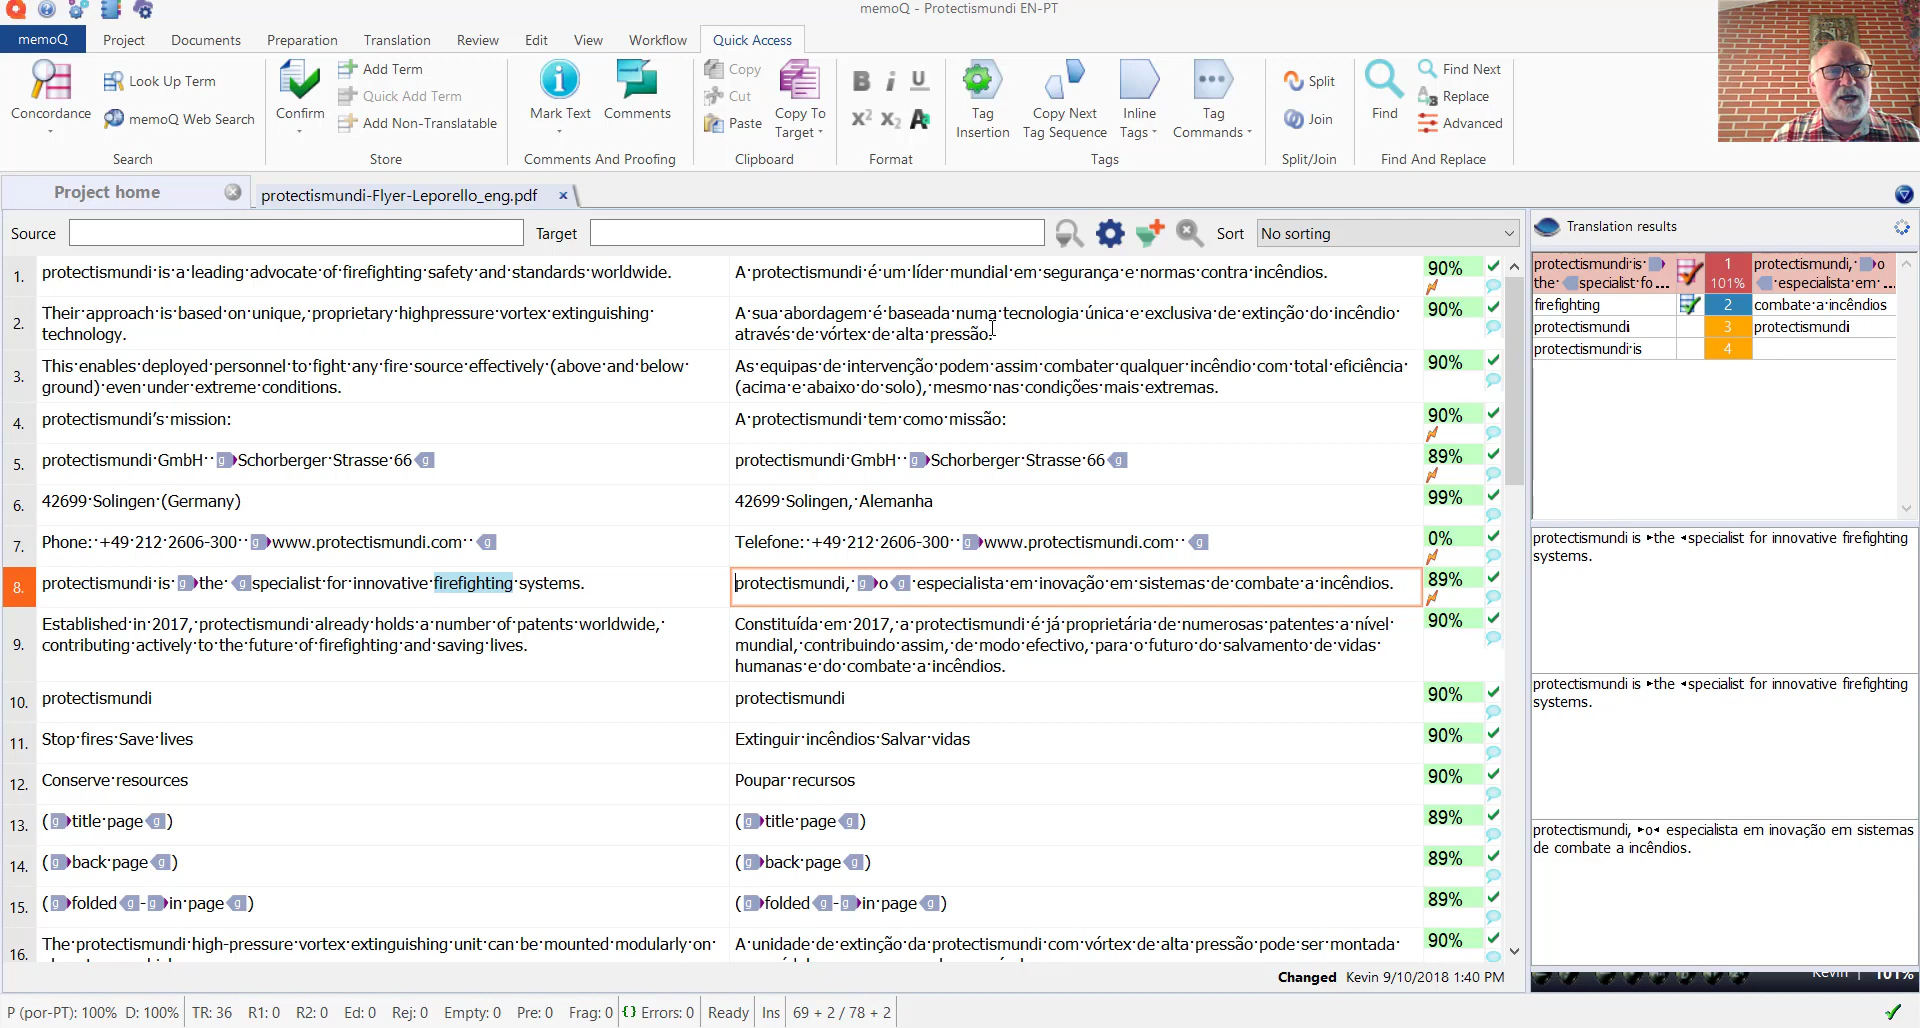 memoQ - Protectismundi EN-PT
memoQ Project Documents Preparation Translation Review Edit View Workflow Quick Access
Concordance
Look Up Term
memoQ Web Search
Search
Confirm
Add Term
Quick Add Term
Add Non-Translatable
Store
Mark Text
Comments
Comments And Proofing
Copy
Cut
Paste
Copy To
Target
Clipboard
B i U
X² X₂ A
Format
Tag
Insertion
Copy Next
Tag Sequence
Inline
Tags
Tag
Commands
Tags
Split
Join
Split/Join
Find
Find Next
Replace
Advanced
Find And Replace
Project home
protectismundi-Flyer-Leporello_eng.pdf
Source
Target
Sort No sorting
1. protectismundi·is·a·leading·advocate·of·firefighting·safety·and·standards·worldwide.
A·protectismundi·é·um·líder·mundial·em·segurança·e·normas·contra·incêndios.
90%
2. Their·approach·is·based·on·unique,·proprietary·highpressure·vortex·extinguishing·
technology.
A·sua·abordagem·é·baseada·numa·tecnologia·única·e·exclusiva·de·extinção·do·incêndio·
através·de·vórtex·de·alta·pressão.
90%
3. This·enables·deployed·personnel·to·fight·any·fire·source·effectively·(above·and·below·
ground)·even·under·extreme·conditions.
As·equipas·de·intervenção·podem·assim·combater·qualquer·incêndio·com·total·eficiência·
(acima·e·abaixo·do·solo),·mesmo·nas·condições·mais·extremas.
90%
4. protectismundi's·mission:
A·protectismundi·tem·como·missão:
90%
5. protectismundi·GmbH··g Schorberger·Strasse·66 g
protectismundi·GmbH··g Schorberger·Strasse·66 g
89%
6. 42699·Solingen·(Germany)
42699·Solingen,·Alemanha
99%
7. Phone:·+49·212·2606-300··g www.protectismundi.com··g
Telefone:·+49·212·2606-300··g www.protectismundi.com··g
0%
8. protectismundi·is·g the·g specialist·for·innovative·firefighting·systems.
protectismundi,·g o g ·especialista·em·inovação·em·sistemas·de·combate·a·incêndios.
89%
9. Established·in·2017,·protectismundi·already·holds·a·number·of·patents·worldwide,·
contributing·actively·to·the·future·of·firefighting·and·saving·lives.
Constituída·em·2017,·a·protectismundi·é·já·proprietária·de·numerosas·patentes·a·nível·
mundial,·contribuindo·assim,·de·modo·efectivo,·para·o·futuro·do·salvamento·de·vidas·
humanas·e·do·combate·a·incêndios.
90%
10. protectismundi
protectismundi
90%
11. Stop·fires·Save·lives
Extinguir·incêndios·Salvar·vidas
90%
12. Conserve·resources
Poupar·recursos
90%
13. (g title·page g)
(g title·page g)
89%
14. (g back·page g)
(g back·page g)
89%
15. (g folded g-g in·page g)
(g folded g-g in·page g)
89%
16. The·protectismundi·high-pressure·vortex·extinguishing·unit·can·be·mounted·modularly·on·
A·unidade·de·extinção·da·protectismundi·com·vórtex·de·alta·pressão·pode·ser·montada·
90%
Changed Kevin 9/10/2018 1:40 PM
Translation results
protectismundi·is·
the specialist·fo...
1
101%
protectismundi,· o
especialista·em·...
firefighting 2 combate·a·incêndios
protectismundi 3 protectismundi
protectismundi·is 4
protectismundi is the specialist for innovative firefighting
systems.
protectismundi is the specialist for innovative firefighting
systems.
protectismundi, o especialista em inovação em sistemas
de combate a incêndios.
Kevin | 101%
P (por-PT): 100% D: 100% TR: 36 R1: 0 R2: 0 Ed: 0 Rej: 0 Empty: 0 Pre: 0 Frag: 0 {} Errors: 0 Ready Ins 69 + 2 / 78 + 2